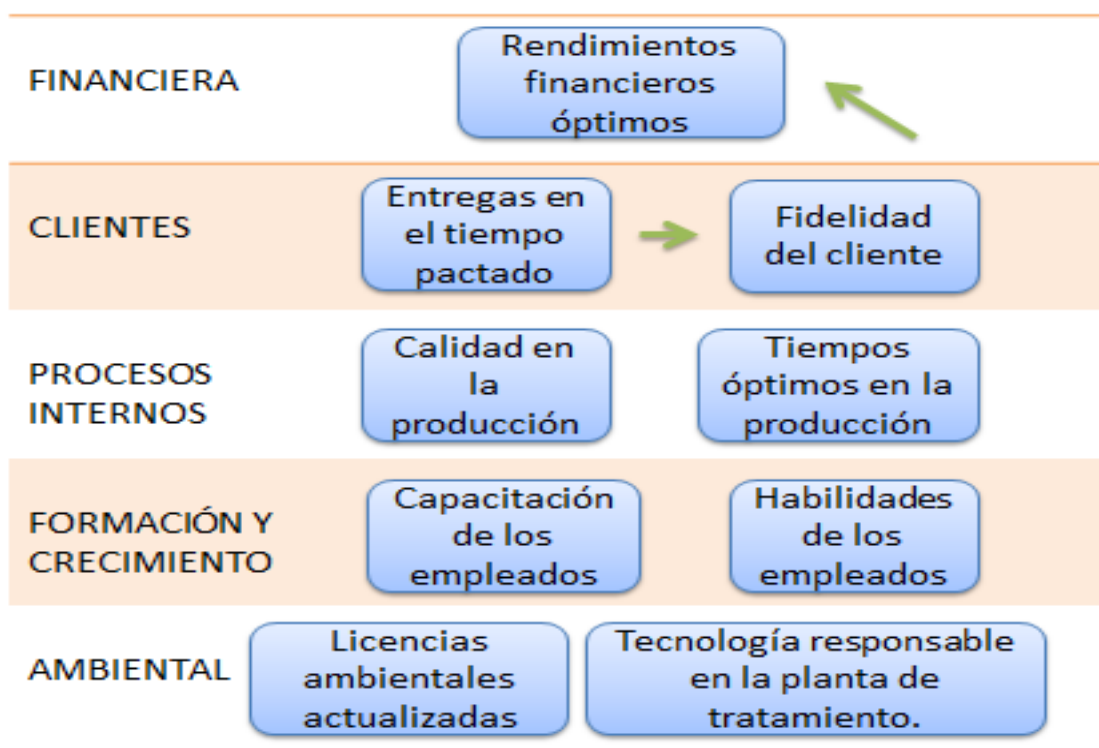 FINANCIERA
Rendimientos
financieros
óptimos
CLIENTES
Entregas en
el tiempo
pactado
Fidelidad
del cliente
PROCESOS
INTERNOS
Calidad en
la
producción
Tiempos
óptimos en la
producción
FORMACIÓN Y
CRECIMIENTO
Capacitación
de los
empleados
Habilidades
de los
empleados
AMBIENTAL
Licencias
ambientales
actualizadas
Tecnología responsable
en la planta de
tratamiento.